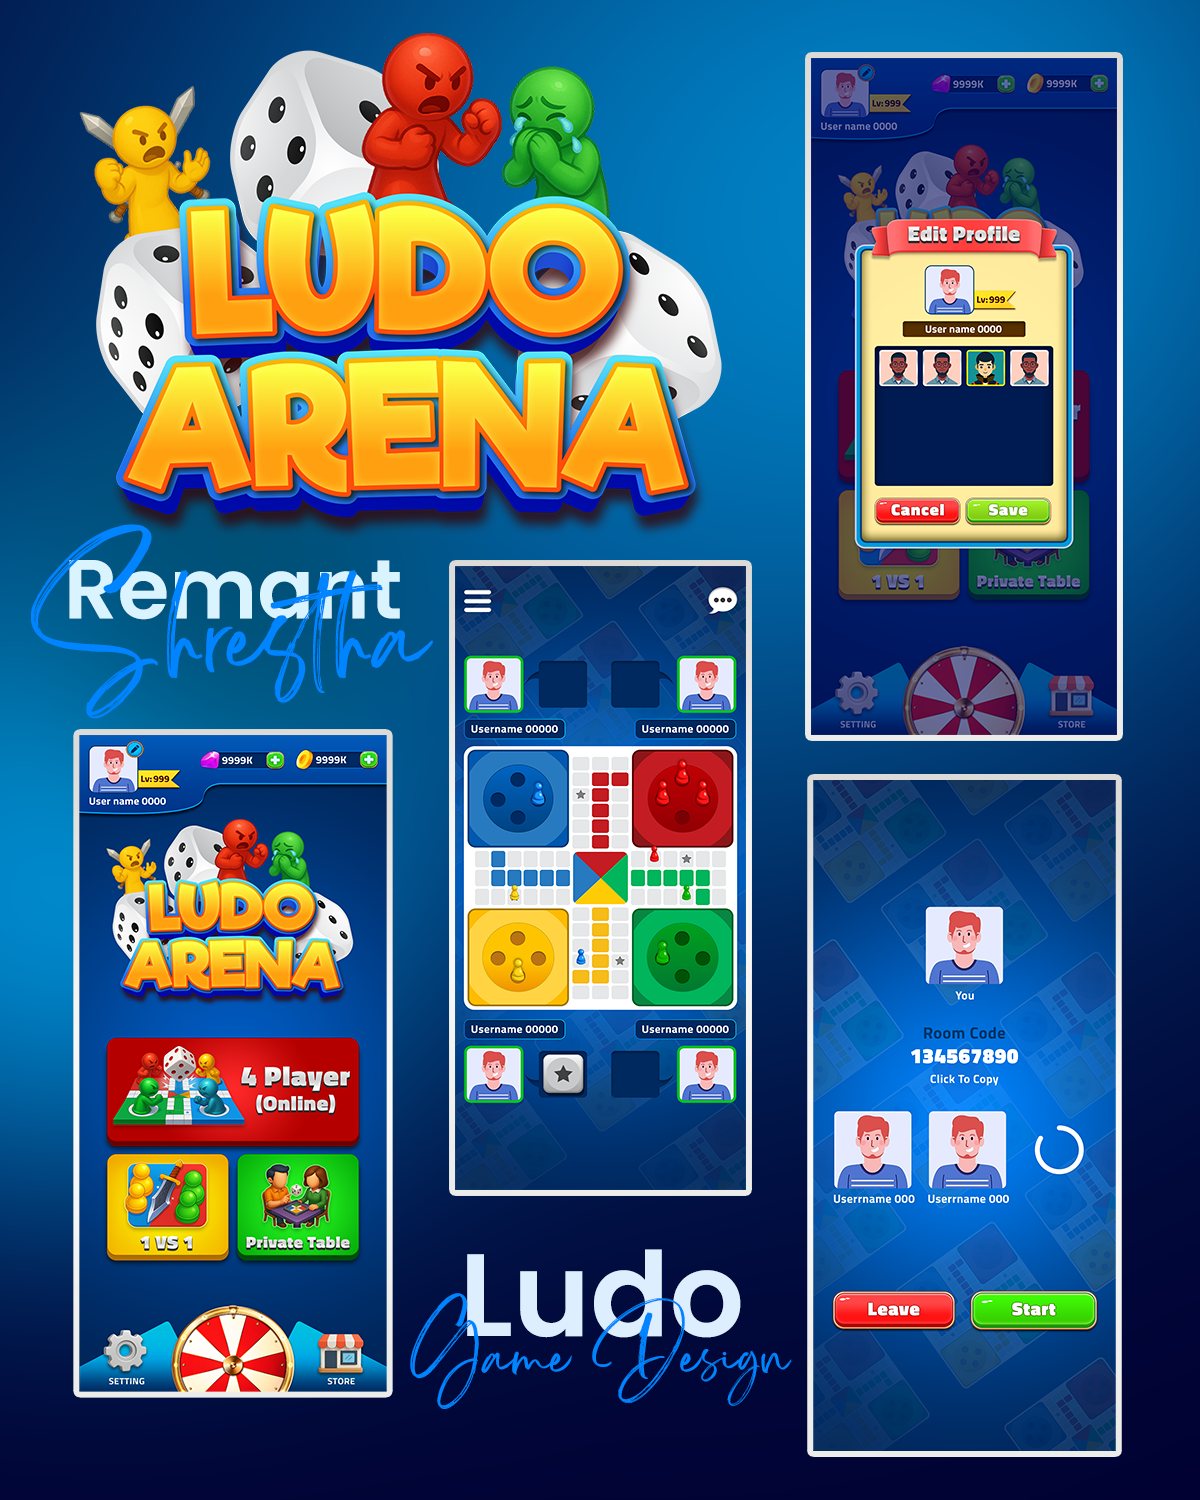 LUDO
ARENA
Remant
Shrestha
Lv:999
9999K
9999K
User name 0000
Edit Profile
Lv:999
User name 0000
Cancel
Save
1 VS 1
Private Table
SETTING
STORE
Lv:999
9999K
9999K
User name 0000
LUDO
ARENA
4 Player
(Online)
1 VS 1
Private Table
SETTING
STORE
Username 00000
Username 00000
Username 00000
Username 00000
You
Room Code
134567890
Click To Copy
Userrname 000
Userrname 000
Leave
Start
Ludo
Game Design